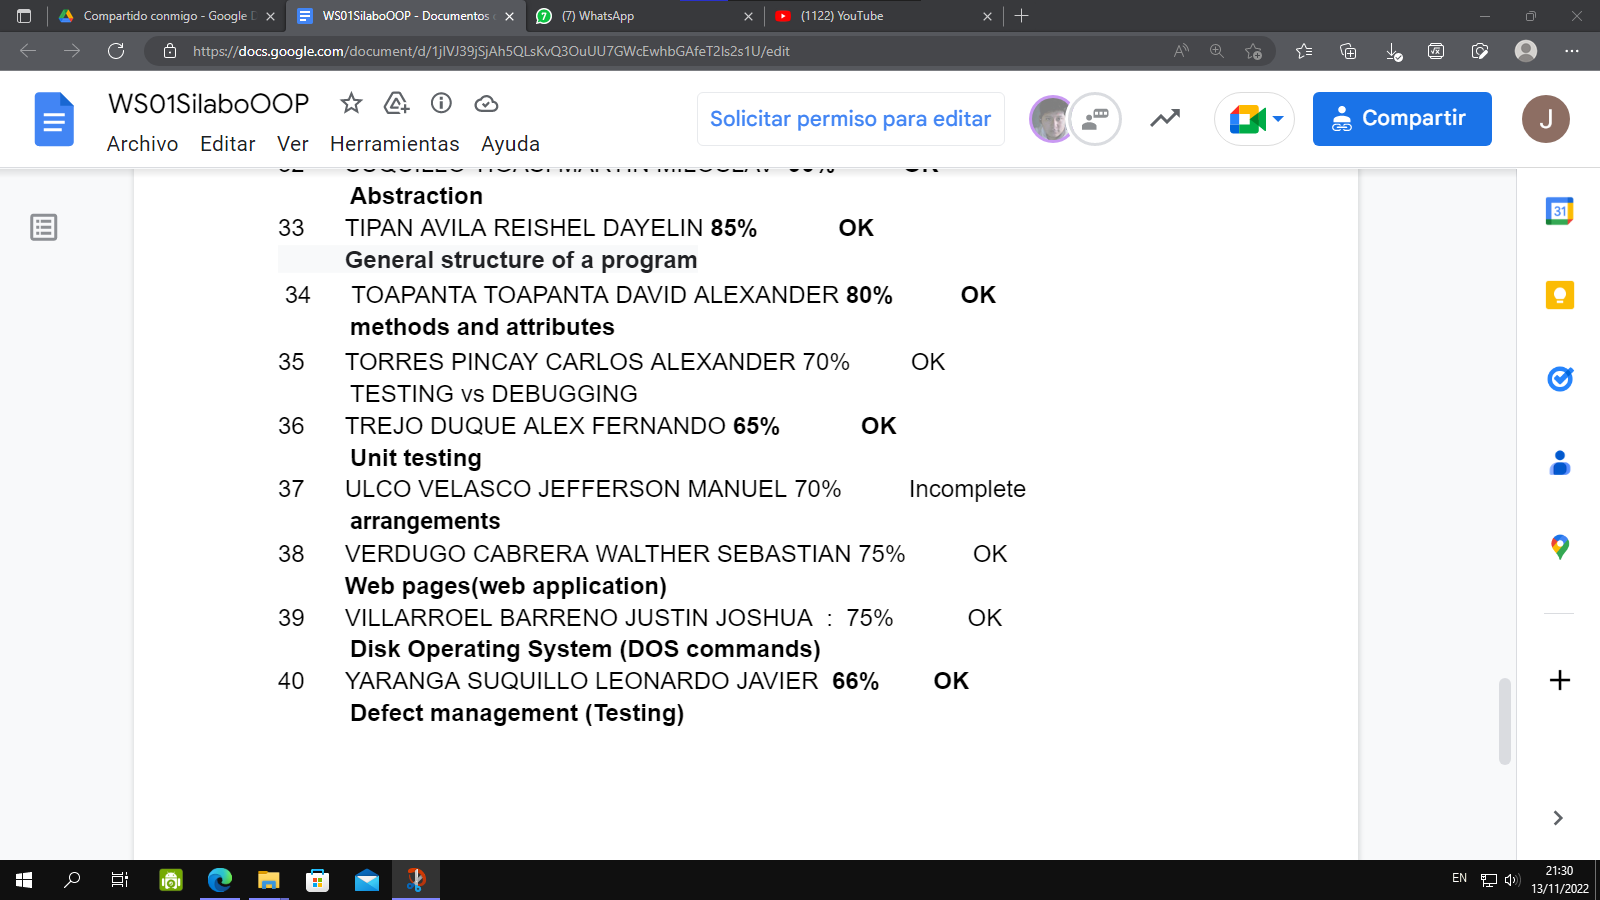 Compartido conmigo - Google D
WS01SilaboOOP - Documentos
(7) WhatsApp
(1122) YouTube
https://docs.google.com/document/d/1jlVJ39jSjAh5QLsKvQ3OuUU7GWcEwhbGAfeT2ls2s1U/edit
WS01SilaboOOP
Archivo Editar Ver Herramientas Ayuda
Solicitar permiso para editar
Compartir
J
Abstraction
33 TIPAN AVILA REISHEL DAYELIN 85% OK
General structure of a program
34 TOAPANTA TOAPANTA DAVID ALEXANDER 80% OK
methods and attributes
35 TORRES PINCAY CARLOS ALEXANDER 70% OK
TESTING vs DEBUGGING
36 TREJO DUQUE ALEX FERNANDO 65% OK
Unit testing
37 ULCO VELASCO JEFFERSON MANUEL 70% Incomplete
arrangements
38 VERDUGO CABRERA WALTHER SEBASTIAN 75% OK
Web pages(web application)
39 VILLARROEL BARRENO JUSTIN JOSHUA : 75% OK
Disk Operating System (DOS commands)
40 YARANGA SUQUILLO LEONARDO JAVIER 66% OK
Defect management (Testing)
31
EN
21:30
13/11/2022